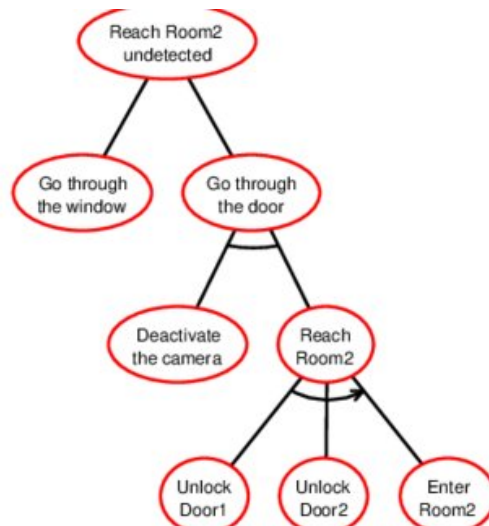 Reach Room2
undetected
Go through
the window
Go through
the door
Deactivate
the camera
Reach
Room2
Unlock
Door1
Unlock
Door2
Enter
Room2